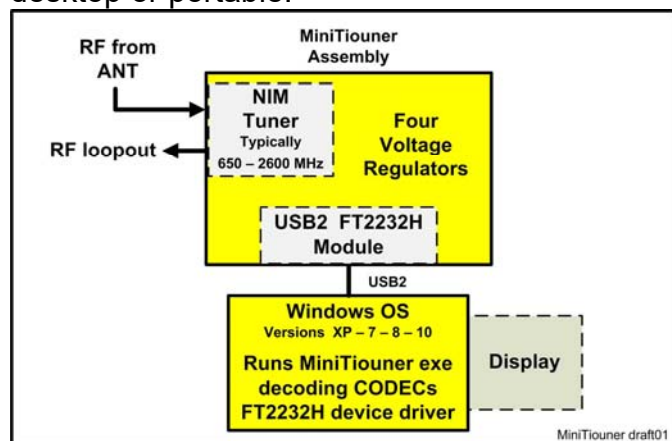 desktop or portable.
MiniTiouner
Assembly
RF from
ANT
RF loopout
NIM
Tuner
Typically
650 – 2600 MHz
Four
Voltage
Regulators
USB2 FT2232H
Module
USB2
Windows OS
Versions XP – 7 – 8 – 10
Runs MiniTiouner exe
decoding CODECs
FT2232H device driver
Display
MiniTiouner draft01